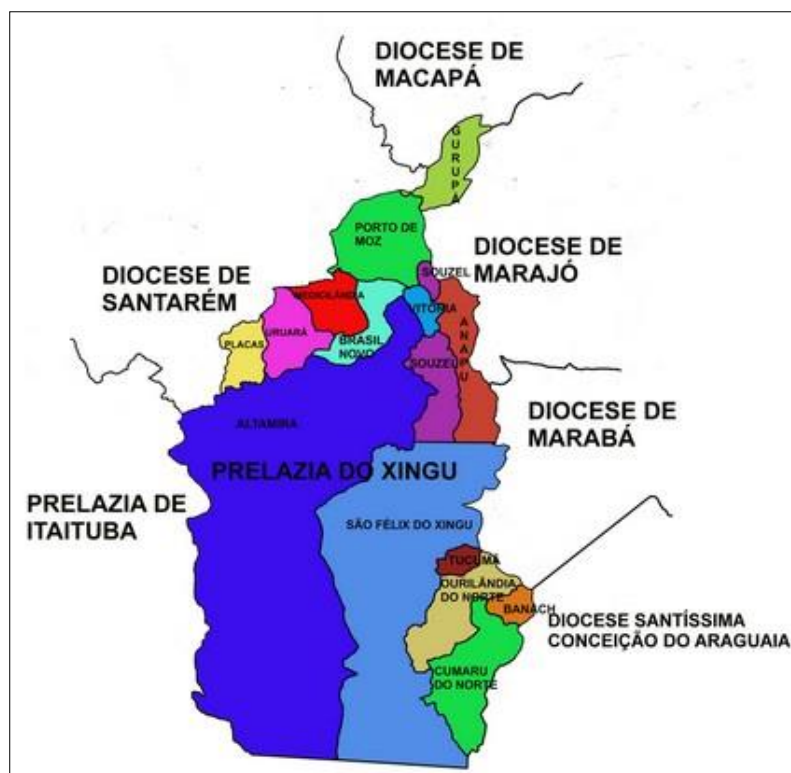 DIOCESE DE
MACAPÁ
GURUPÁ
PORTO DE
MOZ
DIOCESE DE
MARAJÓ
SOUZEL
DIOCESE DE
SANTARÉM
MEDICILÂNDIA
VITÓRIA
ANAPU
URUARÁ
PLACAS
BRASIL
NOVO
SOUZEL
ALTAMIRA
DIOCESE DE
MARABÁ
PRELAZIA DO XINGU
PRELAZIA DE
ITAITUBA
SÃO FÉLIX DO XINGU
TUCUMÃ
OURILÂNDIA
DO NORTE
BANACH
DIOCESE SANTÍSSIMA
CONCEIÇÃO DO ARAGUAIA
CUMARU
DO NORTE